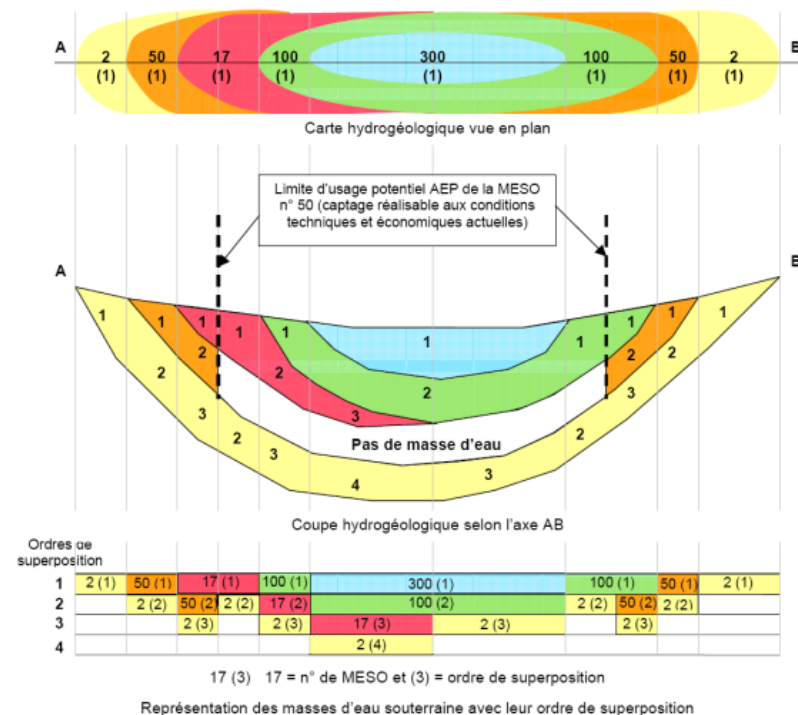 A 2 50 17 100 300 100 50 2 B
(1) (1) (1) (1) (1) (1) (1) (1)
Carte hydrogéologique vue en plan
Limite d'usage potentiel AEP de la MESO
n° 50 (captage réalisable aux conditions
techniques et économiques actuelles)
A B
1 1 1 1 1 1 1 1 1 1
2 2 2 2 2 2
3 2 3 3 2 3
Pas de masse d'eau
4 3
Coupe hydrogéologique selon l'axe AB
Ordres de
superposition
1 2 (1) 50 (1) 17 (1) 100 (1) 300 (1) 100 (1) 50 (1) 2 (1)
2 2 (2) 50 (2) 2 (2) 17 (2) 100 (2) 2 (2) 50 (2) 2 (2)
3 2 (3) 2 (3) 17 (3) 2 (3) 2 (3)
4 2 (4)
17 (3) 17 = n° de MESO et (3) = ordre de superposition
Représentation des masses d'eau souterraine avec leur ordre de superposition